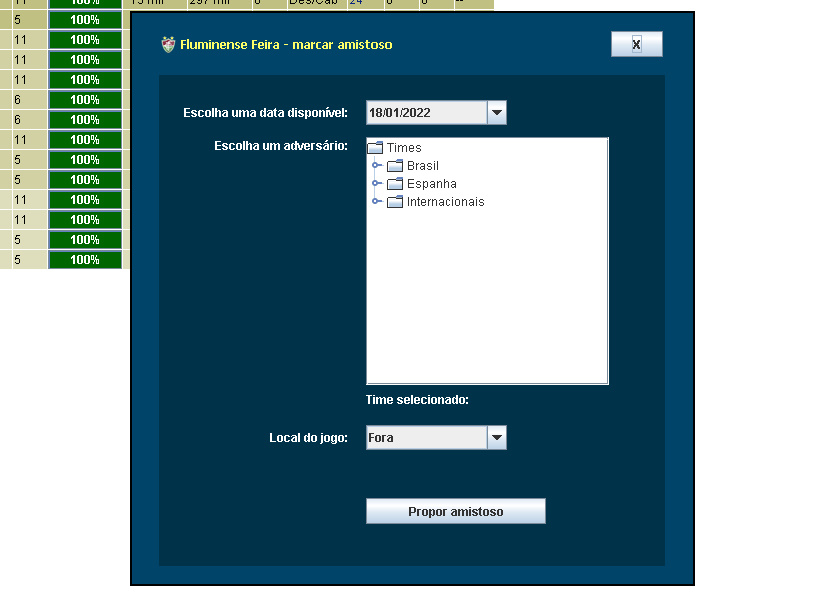 11 100% 15 mil 297 mil 6 Des/Cab 24 0 0 --
5 100%
Fluminense Feira - marcar amistoso X
11 100%
11 100%
11 100%
6 100%
Escolha uma data disponível: 18/01/2022
6 100%
11 100%
Escolha um adversário:
Times
5 100%
Brasil
5 100%
Espanha
11 100%
Internacionais
11 100%
5 100%
5 100%
Time selecionado:
Local do jogo: Fora
Propor amistoso